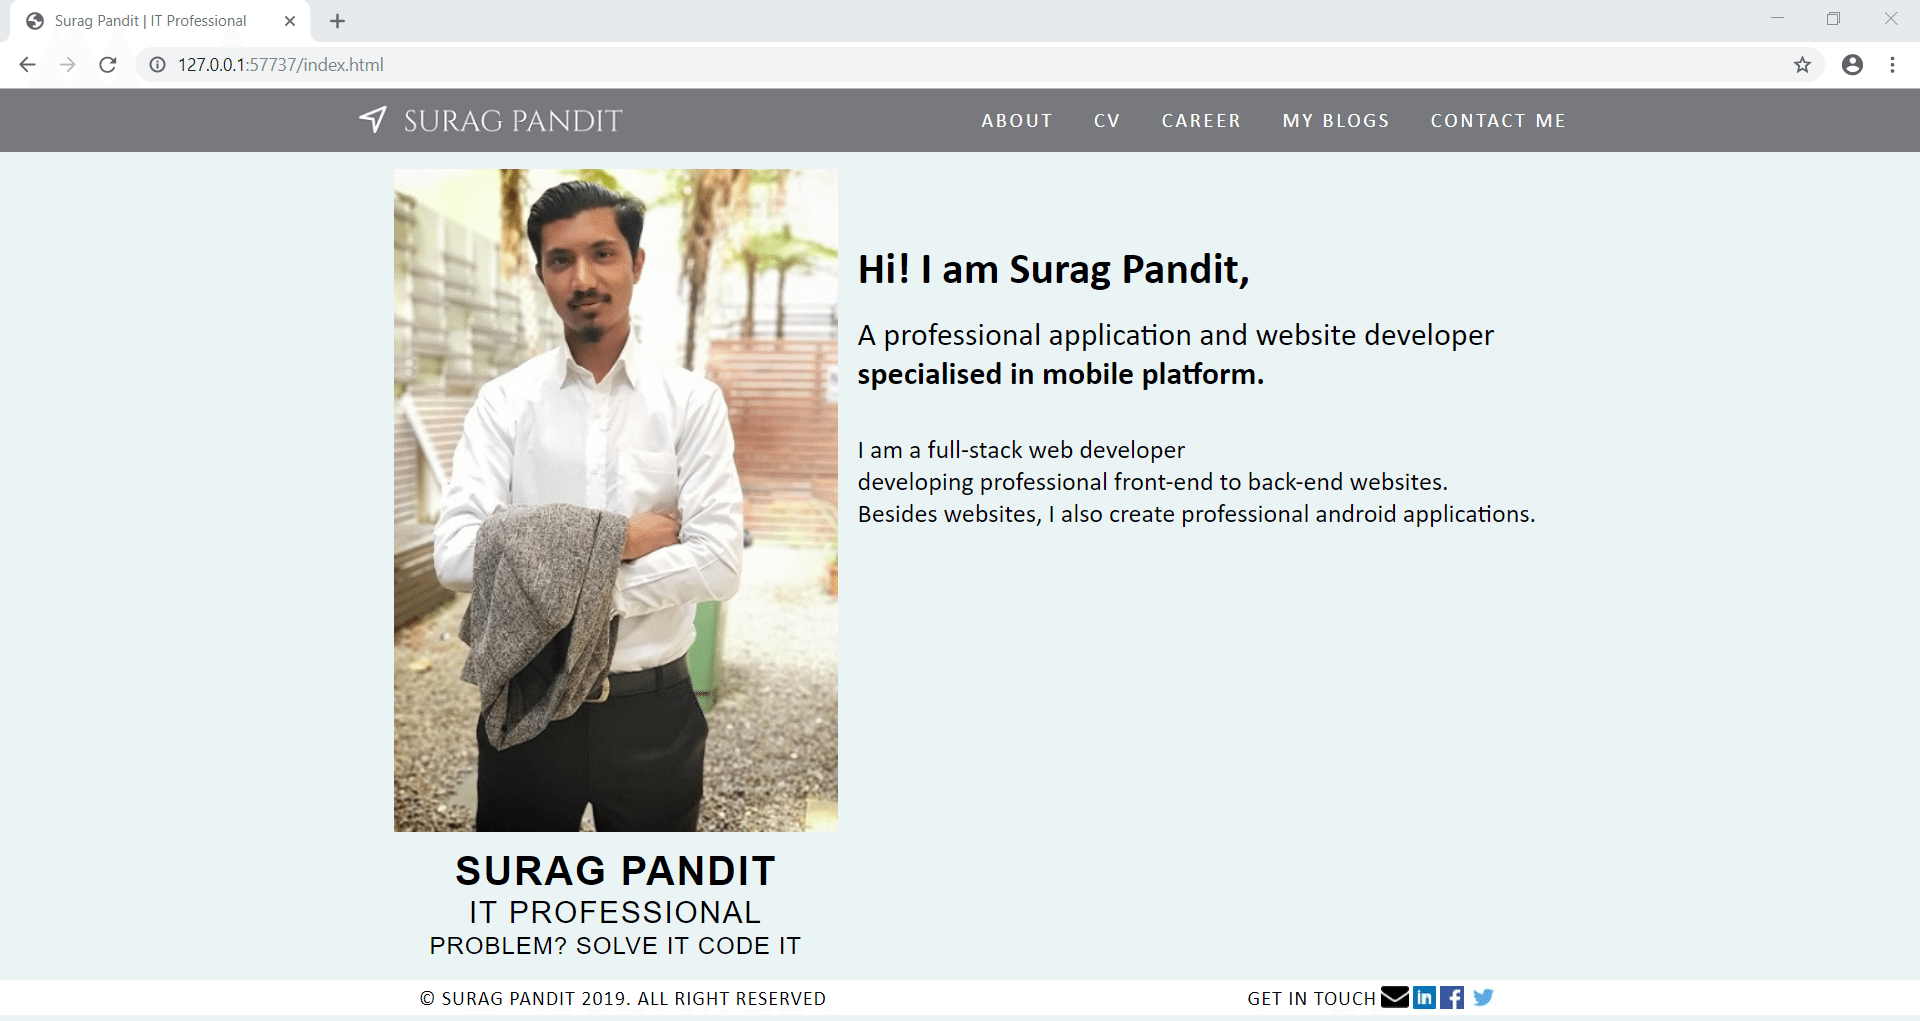 Surag Pandit | IT Professional
127.0.0.1:57737/index.html
SURAG PANDIT
ABOUT CV CAREER MY BLOGS CONTACT ME
Hi! I am Surag Pandit,
A professional application and website developer
specialised in mobile platform.
I am a full-stack web developer
developing professional front-end to back-end websites.
Besides websites, I also create professional android applications.
SURAG PANDIT
IT PROFESSIONAL
PROBLEM? SOLVE IT CODE IT
© SURAG PANDIT 2019. ALL RIGHT RESERVED
GET IN TOUCH